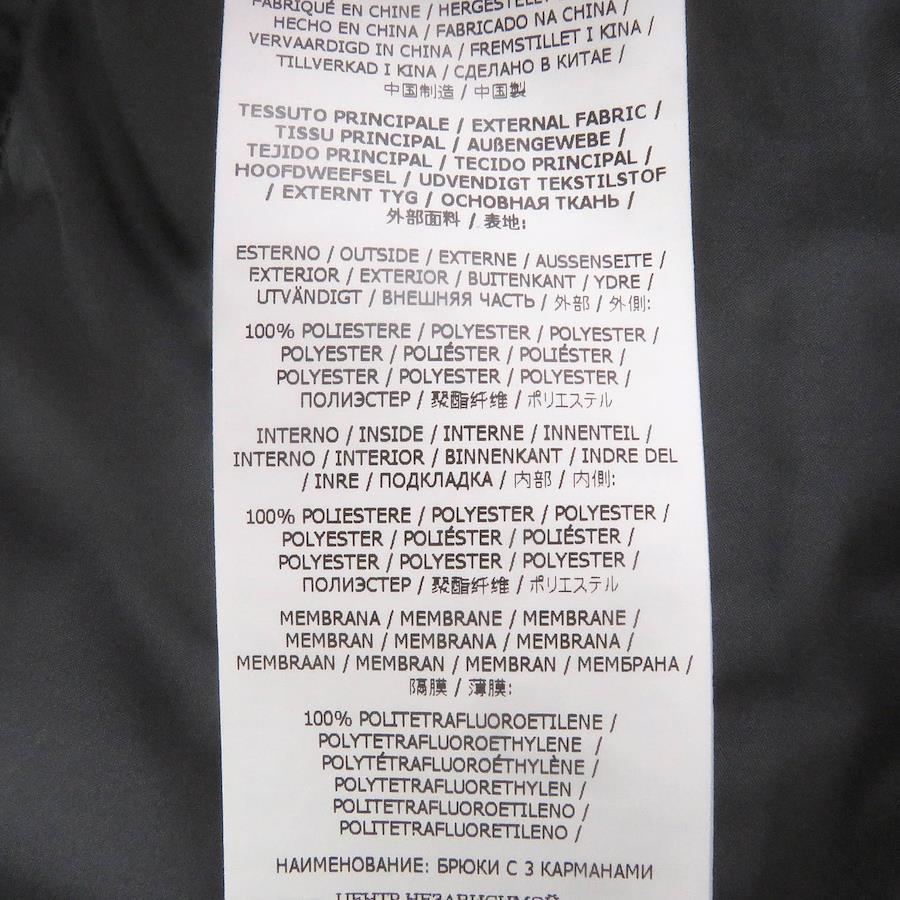 FABRIQUÉ EN CHINE /
HECHO EN CHINA / FABRICADO NA CHINA /
VERVAARDIGD IN CHINA / FREMSTILLET I KINA /
TILLVERKAD I KINA / СДЕЛАНО В КИТАЕ /
中国制造 / 中国製
TESSUTO PRINCIPALE / EXTERNAL FABRIC /
TISSU PRINCIPAL / AUßENGEWEBE /
TEJIDO PRINCIPAL / TECIDO PRINCIPAL /
HOOFDWEEFSEL / UDVENDIGT TEKSTILSTOF
/ EXTERNT TYG / ОСНОВНАЯ ТКАНЬ /
外部面料 / 表地:
ESTERNO / OUTSIDE / EXTERNE / AUSSENSEITE /
EXTERIOR / EXTERIOR / BUITENKANT / YDRE /
UTVÄNDIGT / ВНЕШНЯЯ ЧАСТЬ / 外部 / 外側:
100% POLIESTERE / POLYESTER / POLYESTER /
POLYESTER / POLIÉSTER / POLIÉSTER /
POLYESTER / POLYESTER / POLYESTER /
ПОЛИЭСТЕР / 聚酯纤维 / ポリエステル
INTERNO / INSIDE / INTERNE / INNENTEIL /
INTERNO / INTERIOR / BINNENKANT / INDRE DEL
/ INRE / ПОДКЛАДКА / 内部 / 内側:
100% POLIESTERE / POLYESTER / POLYESTER /
POLYESTER / POLIÉSTER / POLIÉSTER /
POLYESTER / POLYESTER / POLYESTER /
ПОЛИЭСТЕР / 聚酯纤维 / ポリエステル
MEMBRANA / MEMBRANE / MEMBRANE /
MEMBRAN / MEMBRANA / MEMBRANA /
MEMBRAAN / MEMBRAN / MEMBRAN / МЕМБРАНА /
隔膜 / 薄膜:
100% POLITETRAFLUOROETILENE /
POLYTETRAFLUOROETHYLENE /
POLYTÉTRAFLUOROÉTHYLÈNE /
POLYTETRAFLUORETHYLEN /
POLITETRAFLUOROETILENO /
POLITETRAFLUORETILENO /
НАИМЕНОВАНИЕ: БРЮКИ С 3 КАРМАНАМИ
ЦЕНТР НЕЗАВИСИМОЙ